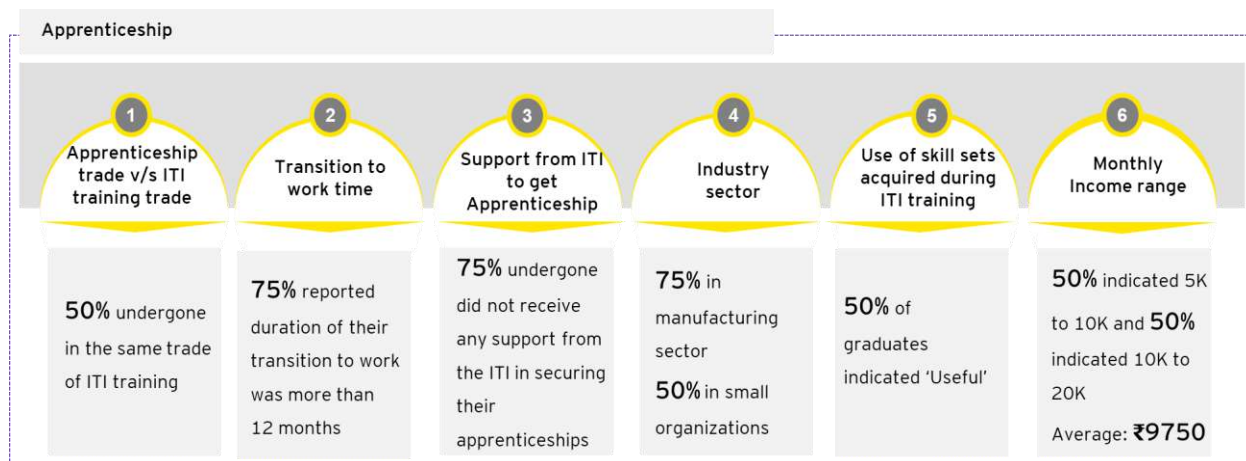 Apprenticeship
1
Apprenticeship
trade v/s ITI
training trade
50% undergone
in the same trade
of ITI training
2
Transition to
work time
75% reported
duration of their
transition to work
was more than
12 months
3
Support from ITI
to get
Apprenticeship
75% undergone
did not receive
any support from
the ITI in securing
their
apprenticeships
4
Industry
sector
75% in
manufacturing
sector
50% in small
organizations
5
Use of skill sets
acquired during
ITI training
50% of
graduates
indicated ‘Useful’
6
Monthly
Income range
50% indicated 5K
to 10K and 50%
indicated 10K to
20K
Average: ₹9750